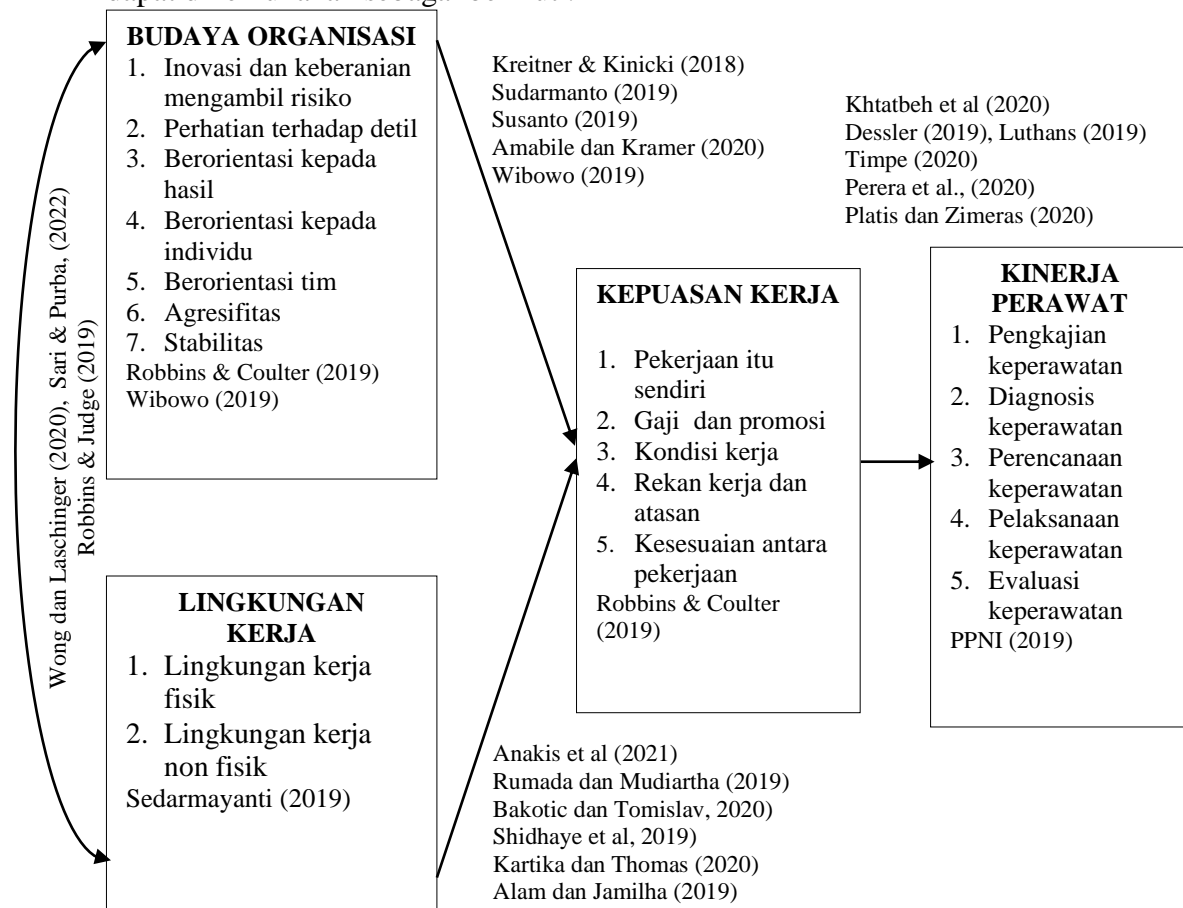 BUDAYA ORGANISASI
1. Inovasi dan keberanian
mengambil risiko
2. Perhatian terhadap detil
3. Berorientasi kepada
hasil
4. Berorientasi kepada
individu
5. Berorientasi tim
6. Agresifitas
7. Stabilitas
Robbins & Coulter (2019)
Wibowo (2019)
Wong dan Laschinger (2020), Sari & Purba, (2022)
Robbins & Judge (2019)
Kreitner & Kinicki (2018)
Sudarmanto (2019)
Susanto (2019)
Amabile dan Kramer (2020)
Wibowo (2019)
Khtatbeh et al (2020)
Dessler (2019), Luthans (2019)
Timpe (2020)
Perera et al., (2020)
Platis dan Zimeras (2020)
KEPUASAN KERJA
1. Pekerjaan itu
sendiri
2. Gaji dan promosi
3. Kondisi kerja
4. Rekan kerja dan
atasan
5. Kesesuaian antara
pekerjaan
Robbins & Coulter
(2019)
KINERJA
PERAWAT
1. Pengkajian
keperawatan
2. Diagnosis
keperawatan
3. Perencanaan
keperawatan
4. Pelaksanaan
keperawatan
5. Evaluasi
keperawatan
PPNI (2019)
LINGKUNGAN
KERJA
1. Lingkungan kerja
fisik
2. Lingkungan kerja
non fisik
Sedarmayanti (2019)
Anakis et al (2021)
Rumada dan Mudiartha (2019)
Bakotic dan Tomislav, 2020)
Shidhaye et al, 2019)
Kartika dan Thomas (2020)
Alam dan Jamilha (2019)